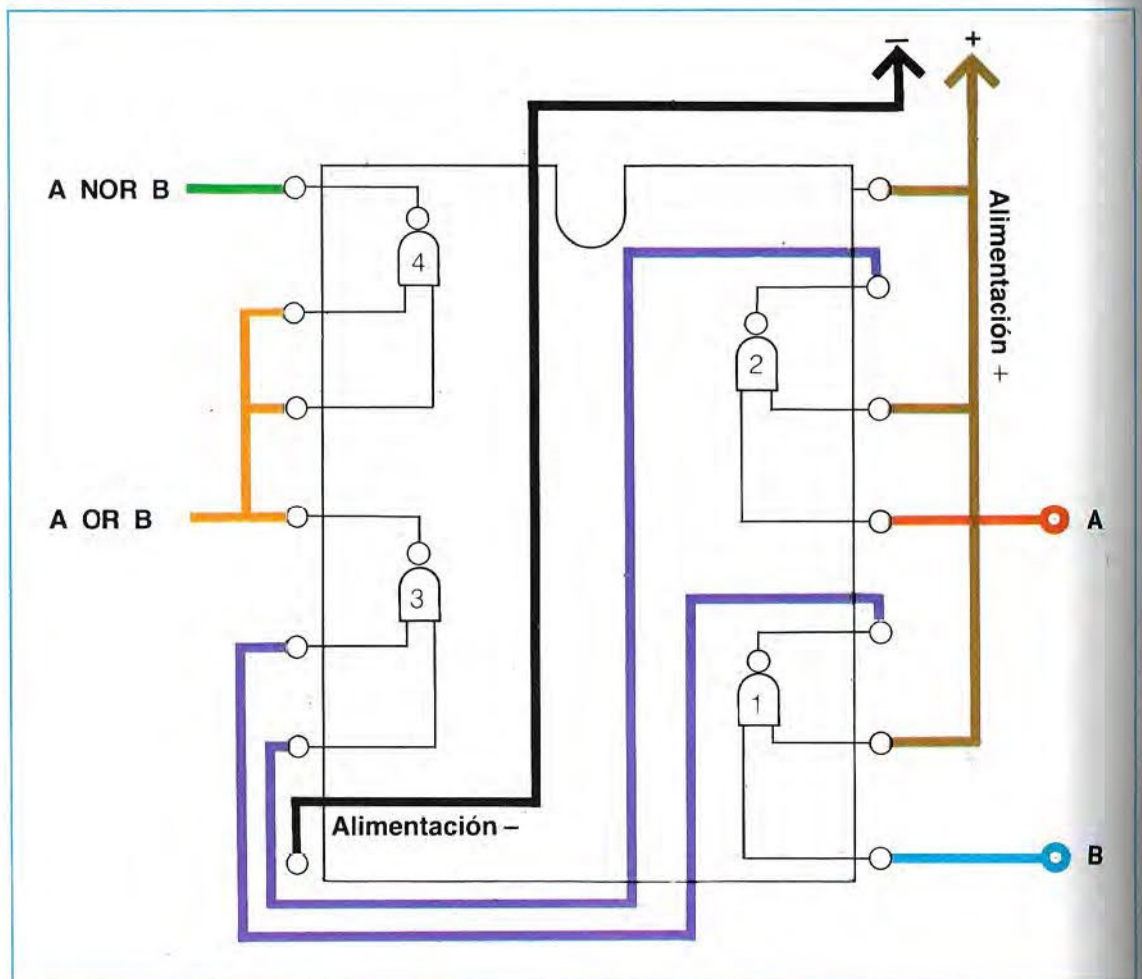 – +
A NOR B
Alimentación +
4
2
A OR B
A
3
1
Alimentación –
B